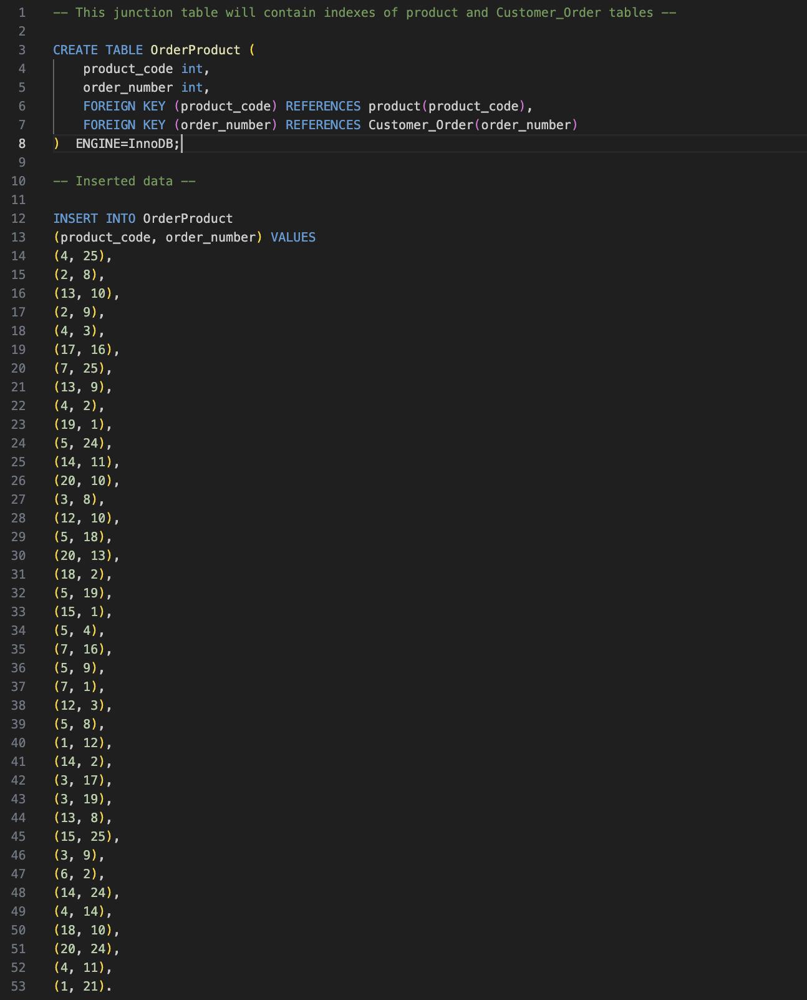 1 -- This junction table will contain indexes of product and Customer_Order tables --
2
3 CREATE TABLE OrderProduct (
4     product_code int,
5     order_number int,
6     FOREIGN KEY (product_code) REFERENCES product(product_code),
7     FOREIGN KEY (order_number) REFERENCES Customer_Order(order_number)
8 )  ENGINE=InnoDB;
9
10 -- Inserted data --
11
12 INSERT INTO OrderProduct
13 (product_code, order_number) VALUES
14 (4, 25),
15 (2, 8),
16 (13, 10),
17 (2, 9),
18 (4, 3),
19 (17, 16),
20 (7, 25),
21 (13, 9),
22 (4, 2),
23 (19, 1),
24 (5, 24),
25 (14, 11),
26 (20, 10),
27 (3, 8),
28 (12, 10),
29 (5, 18),
30 (20, 13),
31 (18, 2),
32 (5, 19),
33 (15, 1),
34 (5, 4),
35 (7, 16),
36 (5, 9),
37 (7, 1),
38 (12, 3),
39 (5, 8),
40 (1, 12),
41 (14, 2),
42 (3, 17),
43 (3, 19),
44 (13, 8),
45 (15, 25),
46 (3, 9),
47 (6, 2),
48 (14, 24),
49 (4, 14),
50 (18, 10),
51 (20, 24),
52 (4, 11),
53 (1, 21).